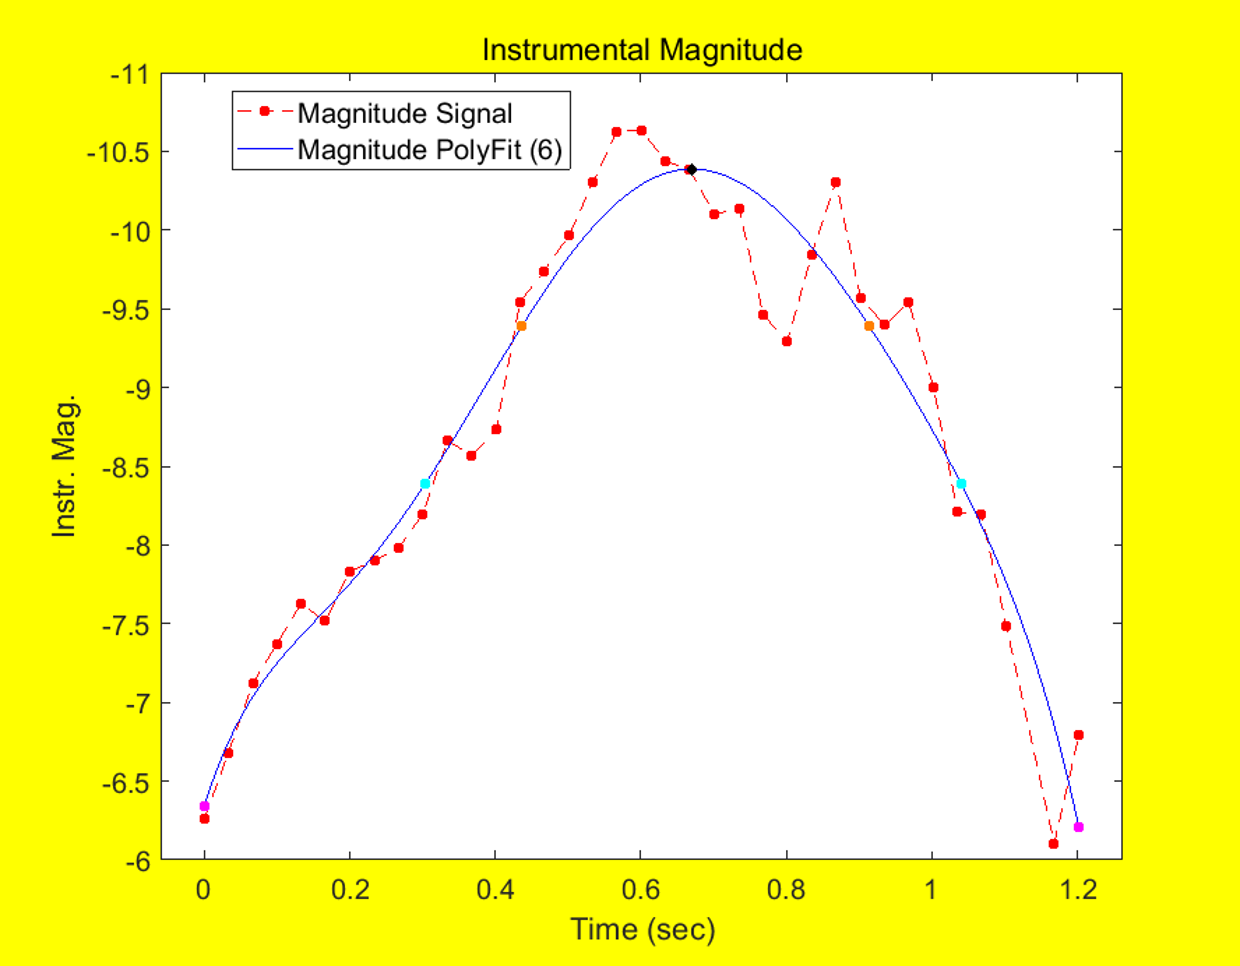 Instrumental Magnitude
Magnitude Signal
Magnitude PolyFit (6)
-11
-10.5
-10
-9.5
-9
-8.5
-8
-7.5
-7
-6.5
-6
Instr. Mag.
0 0.2 0.4 0.6 0.8 1 1.2
Time (sec)